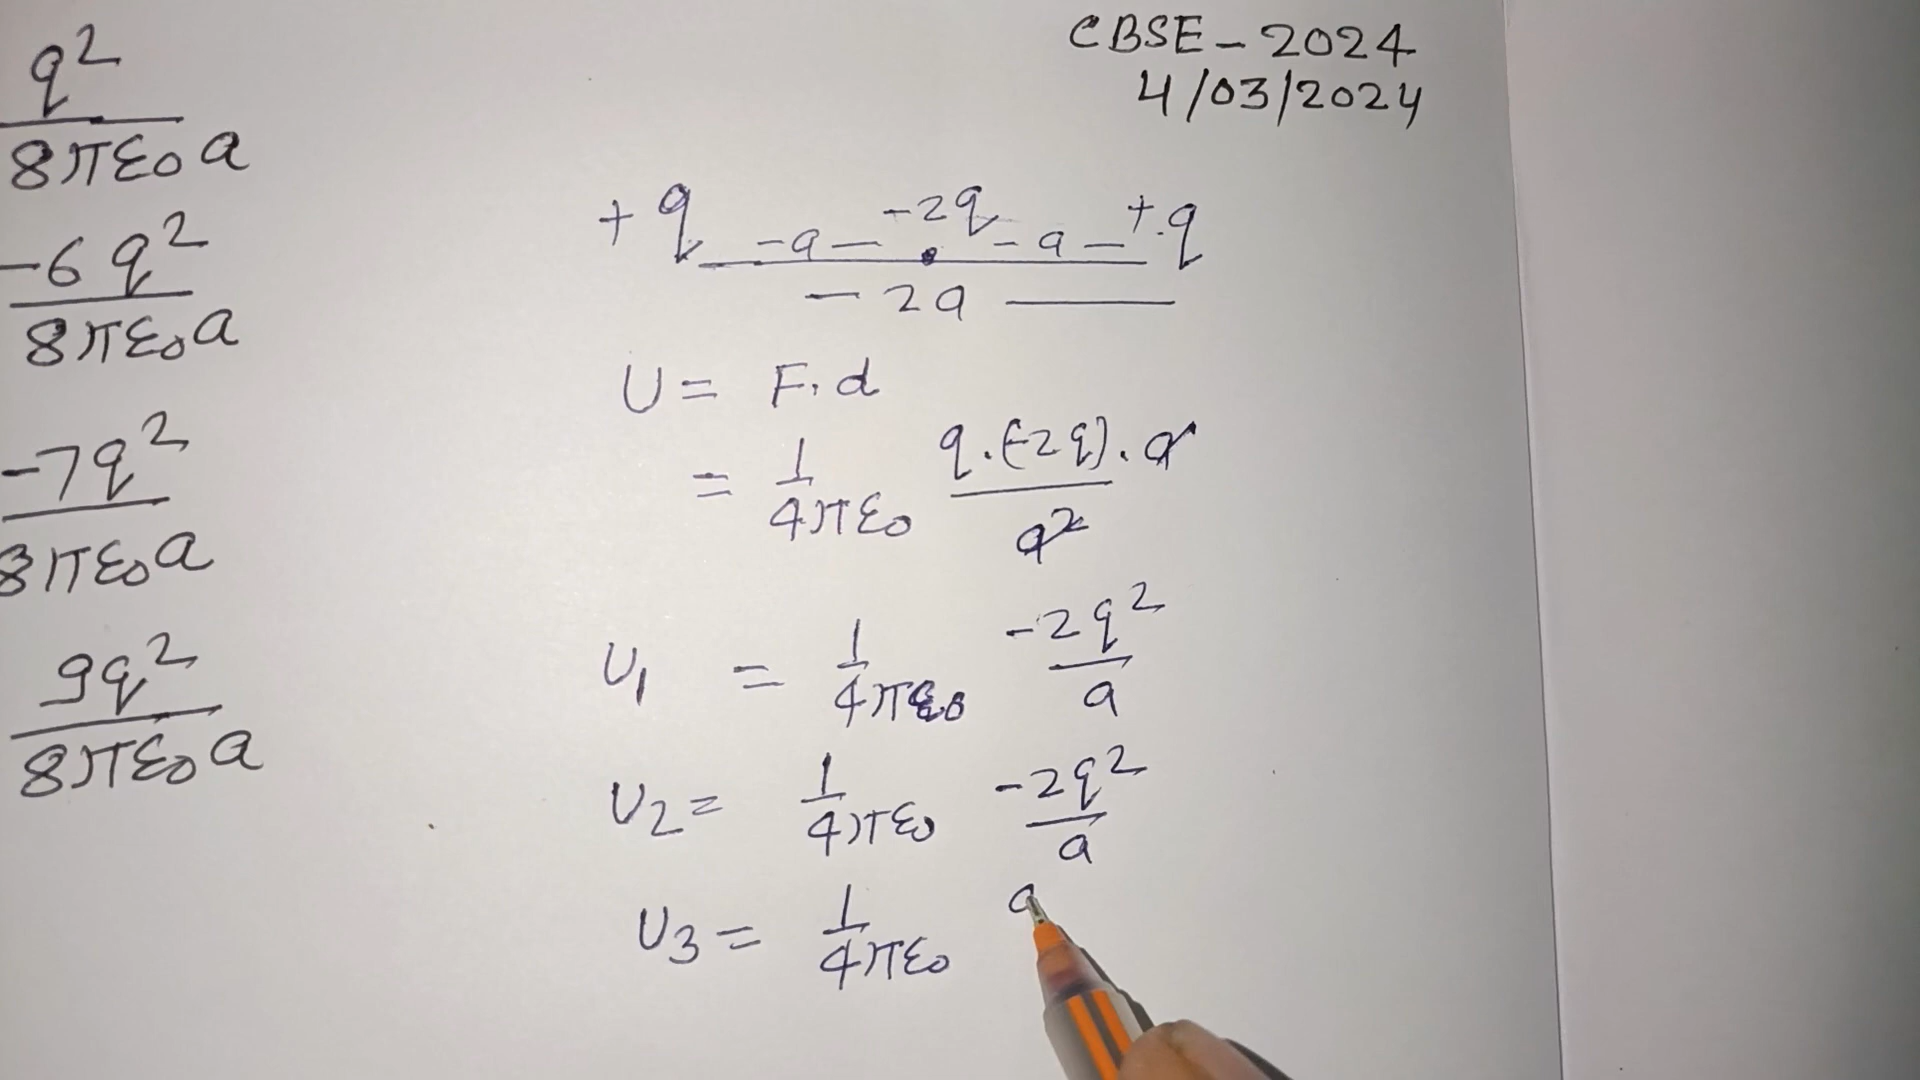 q²
8πε₀a
-6q²
8πε₀a
-7q²
8πε₀a
9q²
8πε₀a
CBSE-2024
4/03/2024
+q -a- -2q -a- +q
- 2a -
U = F.d
= 1/4πε₀ q.(-2q).a/a²
U₁ = 1/4πε₀ -2q²/a
U₂ = 1/4πε₀ -2q²/a
U₃ = 1/4πε₀